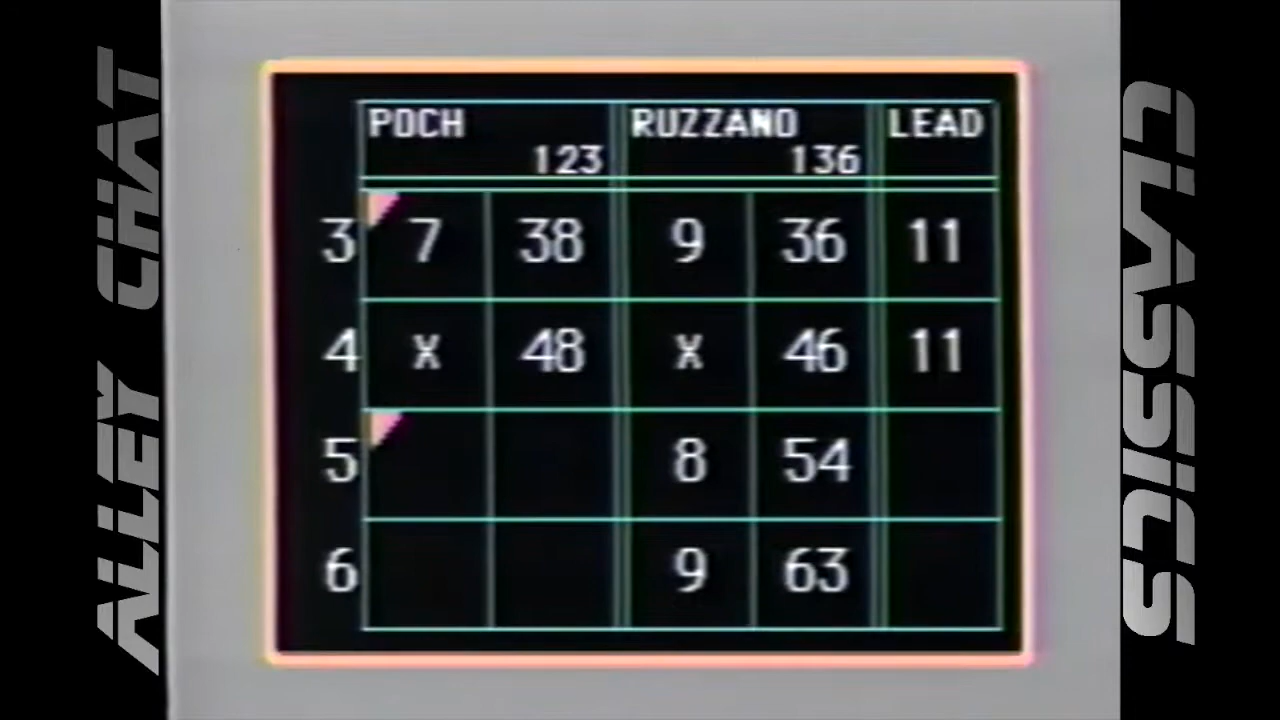 ALLEY CHAT
POCH RUZZANO LEAD
123 136
3 7 38 9 36 11
4 X 48 X 46 11
5 8 54
6 9 63
CLASSICS